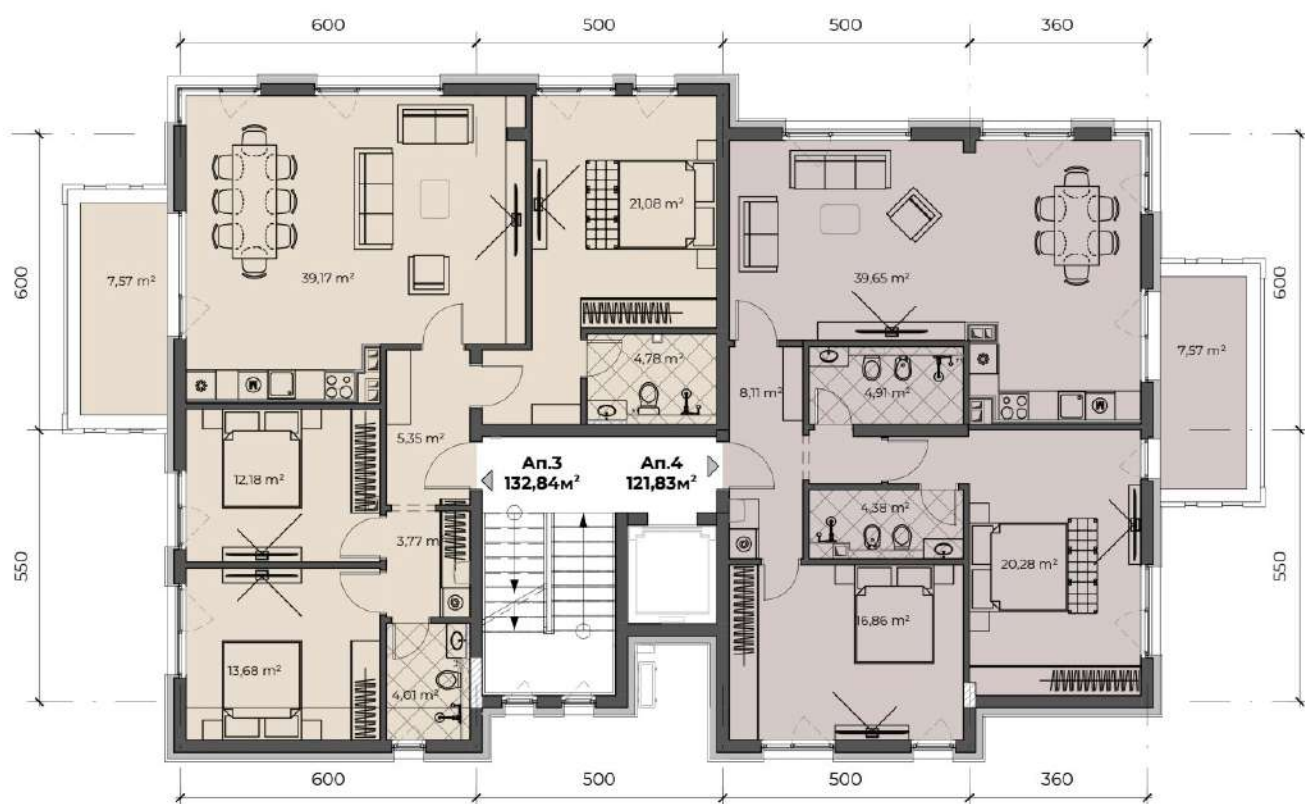 600
500
500
360
600
550
600
550
7,57 m²
39,17 m²
21,08 m²
39,65 m²
7,57 m²
4,78 m²
8,11 m²
4,91 m²
5,35 m²
12,18 m²
Ап.3
132,84м²
Ап.4
121,83м²
4,38 m²
3,77 m
20,28 m²
16,86 m²
13,68 m²
4,01 m²
M
M
600
500
500
360